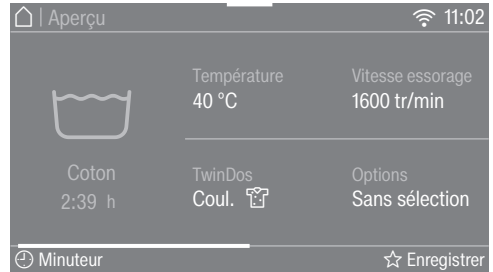 | Aperçu
11:02
Température
40 °C
Vitesse essorage
1600 tr/min
Coton
2:39 h
TwinDos
Coul.
Options
Sans sélection
Minuteur
Enregistrer